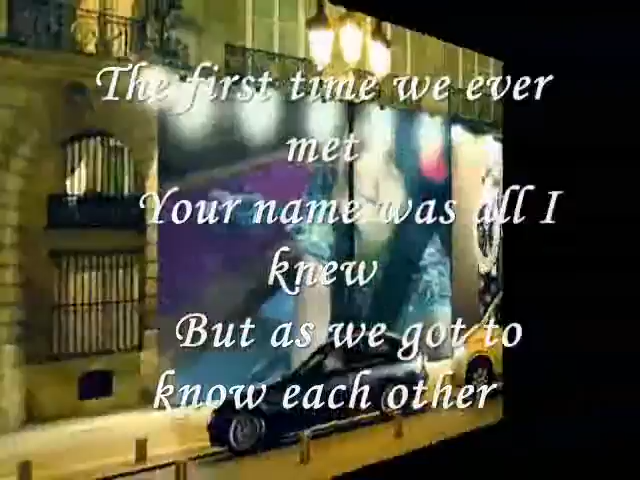 The first time we ever
met
Your name was all I
knew
But as we got to
know each other